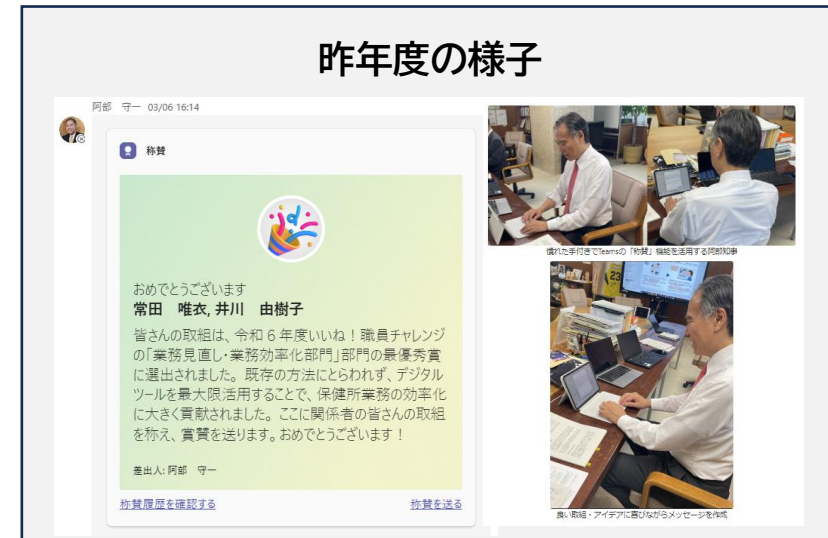 昨年度の様子
阿部　守一 03/06 16:14
称賛
おめでとうございます
常田　唯衣, 井川　由樹子
皆さんの取組は、令和６年度いいね！職員チャレンジ
の「業務見直し・業務効率化部門」部門の最優秀賞
に選出されました。既存の方法にとらわれず、デジタル
ツールを最大限活用することで、保健所業務の効率化
に大きく貢献されました。ここに関係者の皆さんの取組
を称え、賞賛を送ります。おめでとうございます！
差出人: 阿部　守一
称賛履歴を確認する
称賛を送る
慣れた手付きでTeamsの「称賛」機能を活用する阿部知事
23
良い取組・アイデアに喜びながらメッセージを作成